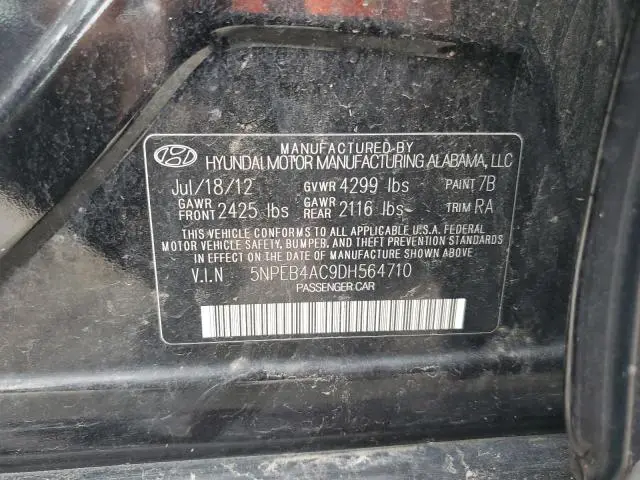 MANUFACTURED BY
HYUNDAI MOTOR MANUFACTURING ALABAMA, LLC
Jul/18/12 GVWR 4299 lbs PAINT 7B
GAWR FRONT 2425 lbs GAWR REAR 2116 lbs TRIM RA
THIS VEHICLE CONFORMS TO ALL APPLICABLE U.S.A. FEDERAL
MOTOR VEHICLE SAFETY, BUMPER, AND THEFT PREVENTION
STANDARDS IN EFFECT ON THE DATE OF MANUFACTURE SHOWN ABOVE.
V.I.N 5NPEB4AC9DH564710
PASSENGER CAR